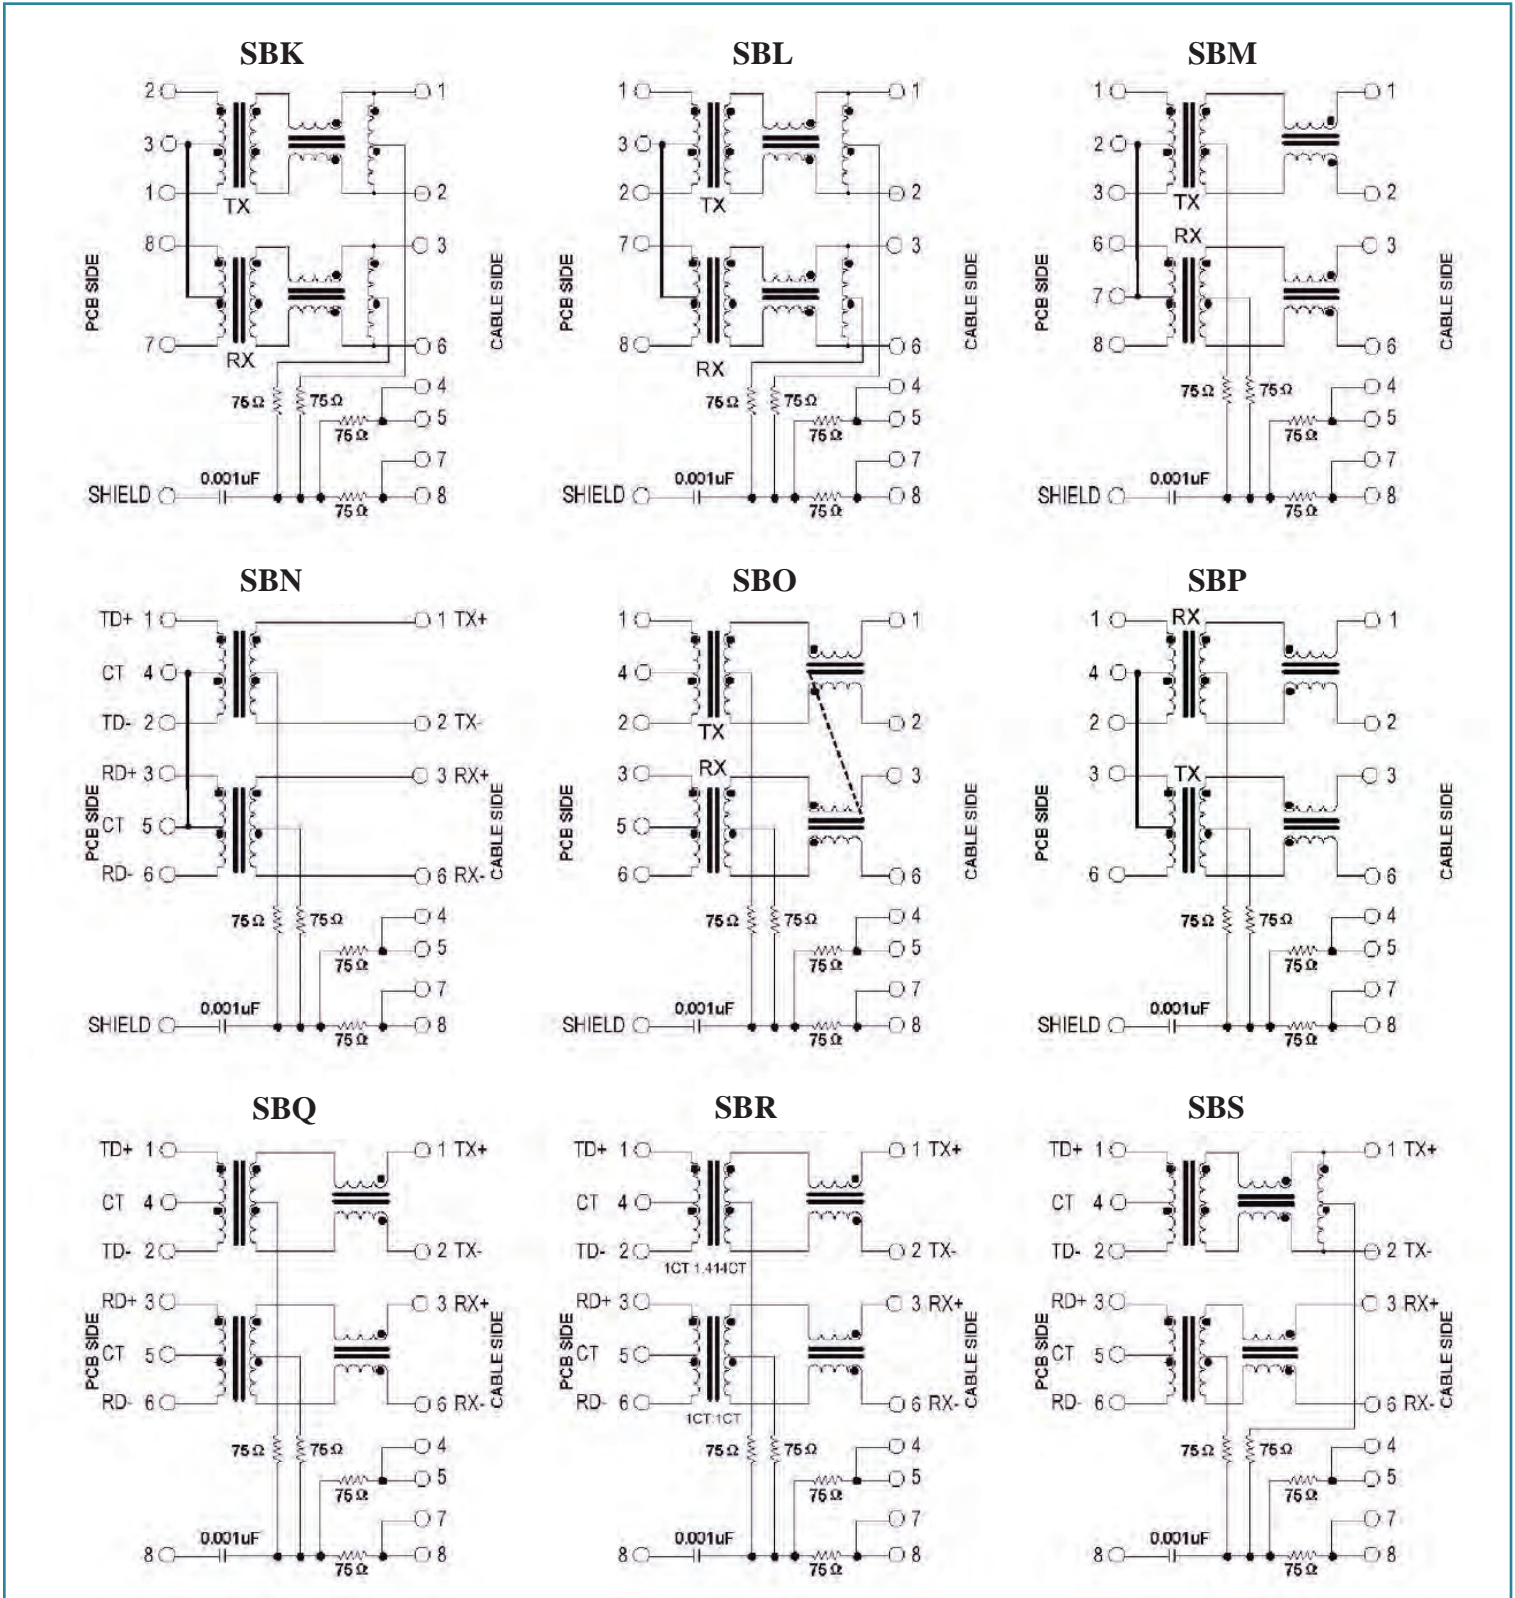 SBK
SBL
SBM
2
1
3
1
2
TX
8
3
RX
7
6
PCB SIDE
CABLE SIDE
4
75Ω
75Ω
5
75Ω
7
0.001uF
SHIELD
8
75Ω
1
1
3
2
2
TX
7
3
RX
8
6
PCB SIDE
CABLE SIDE
4
75Ω
75Ω
5
75Ω
7
0.001uF
SHIELD
8
75Ω
1
1
2
3
2
TX
RX
6
3
7
8
6
PCB SIDE
CABLE SIDE
4
75Ω
75Ω
5
75Ω
7
0.001uF
SHIELD
8
75Ω
SBN
SBO
SBP
TD+ 1
1 TX+
CT 4
TD- 2
2 TX-
RD+ 3
3 RX+
CT 5
RD- 6
6 RX-
PCB SIDE
CABLE SIDE
4
75Ω
75Ω
5
75Ω
7
0.001uF
SHIELD
8
75Ω
1
1
4
2
2
TX
RX
3
3
5
6
6
PCB SIDE
CABLE SIDE
4
75Ω
75Ω
5
75Ω
7
0.001uF
SHIELD
8
75Ω
1
RX
1
4
2
2
3
TX
3
6
6
PCB SIDE
CABLE SIDE
4
75Ω
75Ω
5
75Ω
7
0.001uF
SHIELD
8
75Ω
SBQ
SBR
SBS
TD+ 1
1 TX+
CT 4
TD- 2
2 TX-
RD+ 3
3 RX+
CT 5
RD- 6
6 RX-
PCB SIDE
CABLE SIDE
4
75Ω
75Ω
5
75Ω
7
0.001uF
8
8
75Ω
TD+ 1
1 TX+
CT 4
TD- 2
2 TX-
1CT 1.414CT
RD+ 3
3 RX+
CT 5
RD- 6
6 RX-
1CT:1CT
PCB SIDE
CABLE SIDE
4
75Ω
75Ω
5
75Ω
7
0.001uF
8
8
75Ω
TD+ 1
1 TX+
CT 4
TD- 2
2 TX-
RD+ 3
3 RX+
CT 5
RD- 6
6 RX-
PCB SIDE
CABLE SIDE
4
75Ω
75Ω
5
75Ω
7
0.001uF
8
8
75Ω